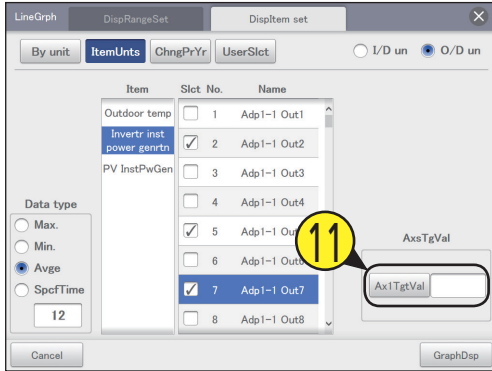 LineGrph DispRangeSet DispItem set
By unit ItemUnts ChngPrYr UserSlct I/D un O/D un
Item Slct No. Name
Outdoor temp 1 Adp1-1 Out1
Invertr inst
power genrtn 2 Adp1-1 Out2
PV InstPwGen 3 Adp1-1 Out3
4 Adp1-1 Out4
Data type
Max. 5 Adp1-1
Min. 6 Adp1-1
11
AxsTgVal
Avge
SpcfTime 7 Adp1-1 Out7
Ax1TgtVal
12 8 Adp1-1 Out8
Cancel GraphDsp